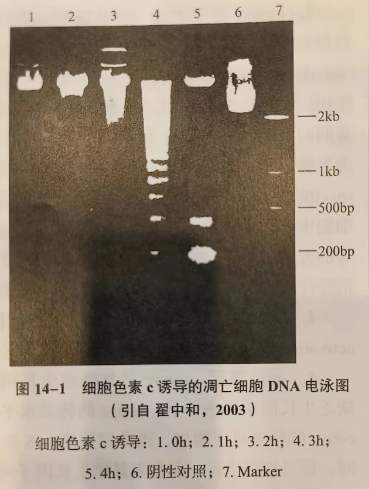 1 2 3 4 5 6 7
2kb
1kb
500bp
200bp
图 14-1 细胞色素 c 诱导的凋亡细胞 DNA 电泳图
（引自 翟中和，2003）
细胞色素 c 诱导：1. 0h；2. 1h；3. 2h；4. 3h；
5. 4h；6. 阴性对照；7. Marker